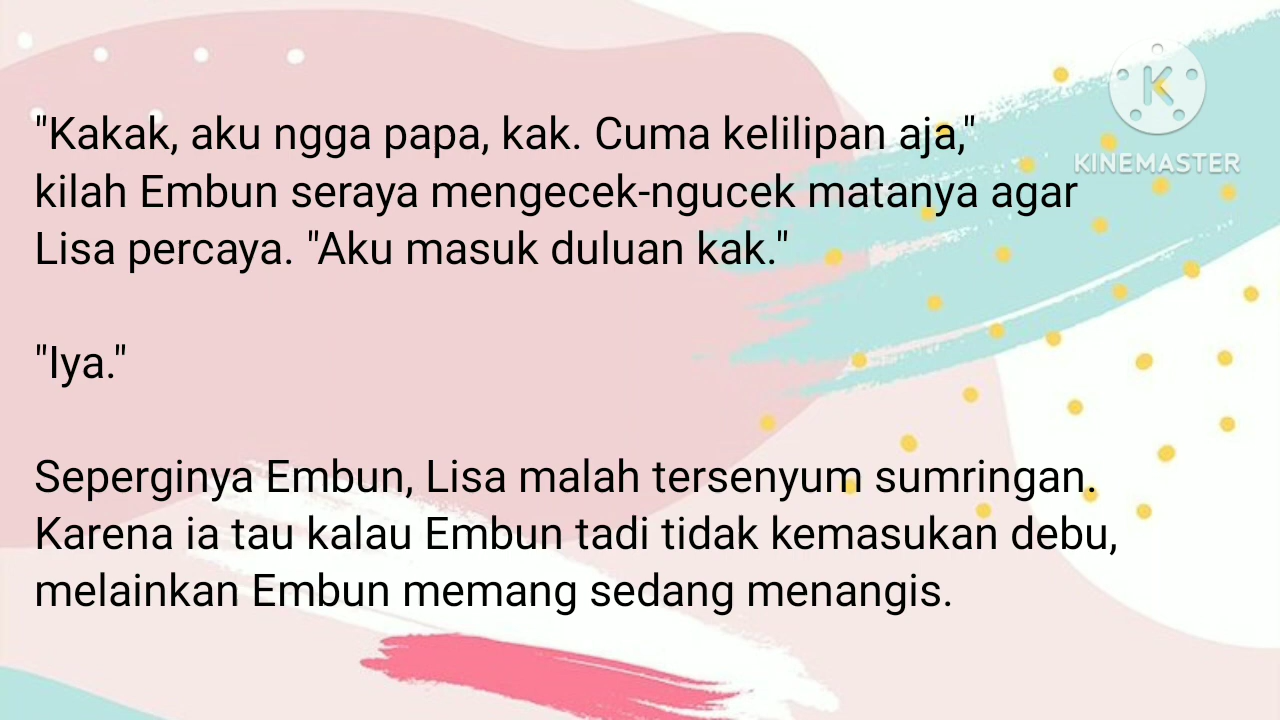 "Kakak, aku ngga papa, kak. Cuma kelilipan aja,"
kilah Embun seraya mengecek-ngucek matanya agar
Lisa percaya. "Aku masuk duluan kak."
"Iya."
Seperginya Embun, Lisa malah tersenyum sumringan.
Karena ia tau kalau Embun tadi tidak kemasukan debu,
melainkan Embun memang sedang menangis.
K
KINEMASTER